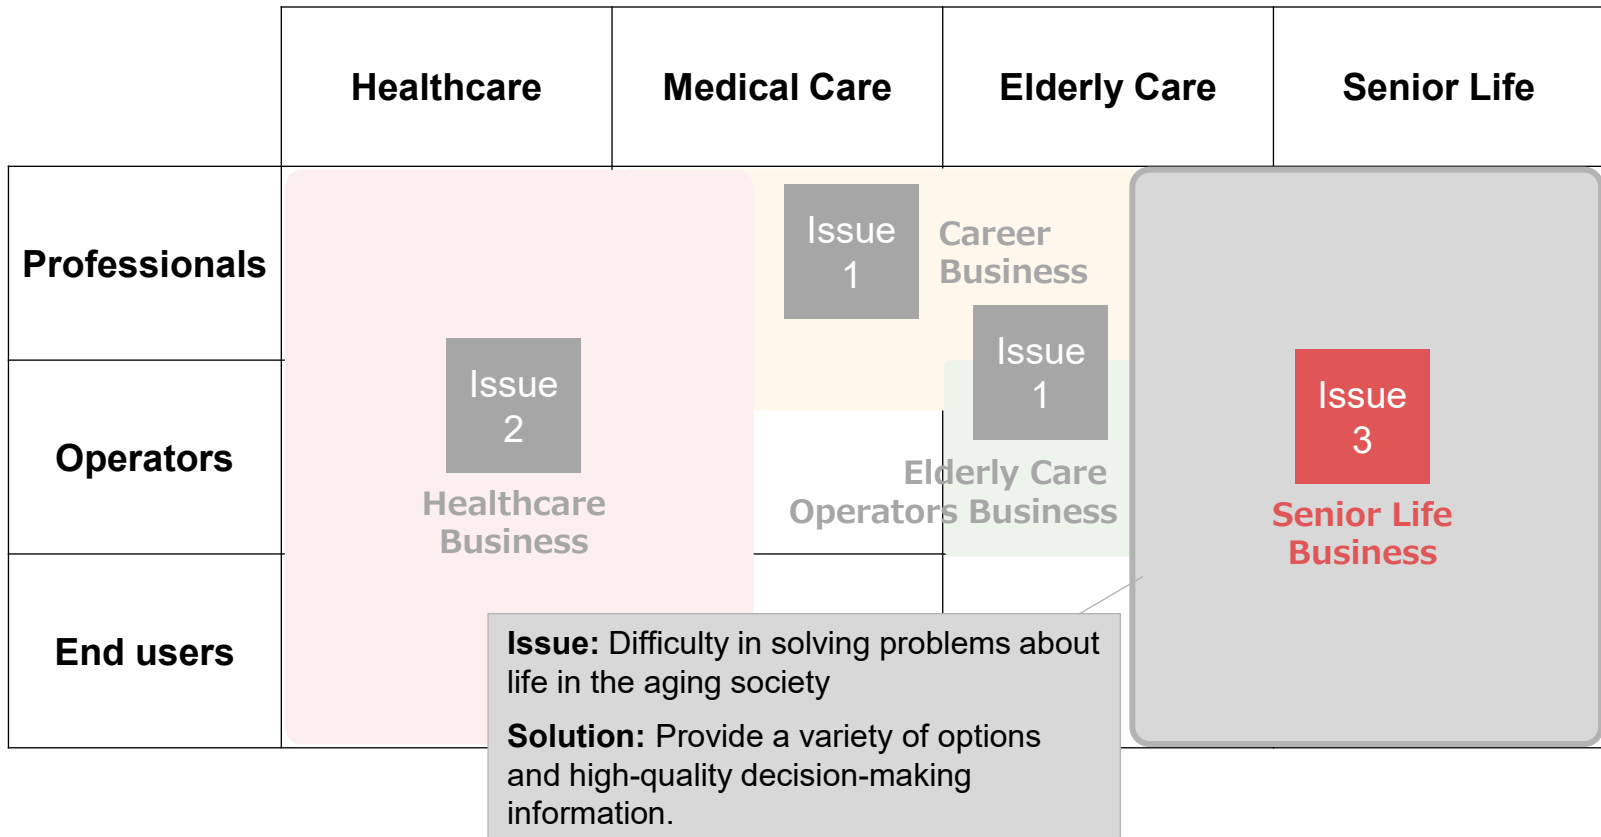 Healthcare
Medical Care
Elderly Care
Senior Life
Professionals
Operators
End users
Issue
1
Career
Business
Issue
1
Issue
2
Healthcare
Business
Elderly Care
Operators Business
Issue
3
Senior Life
Business
Issue: Difficulty in solving problems about
life in the aging society
Solution: Provide a variety of options
and high-quality decision-making
information.